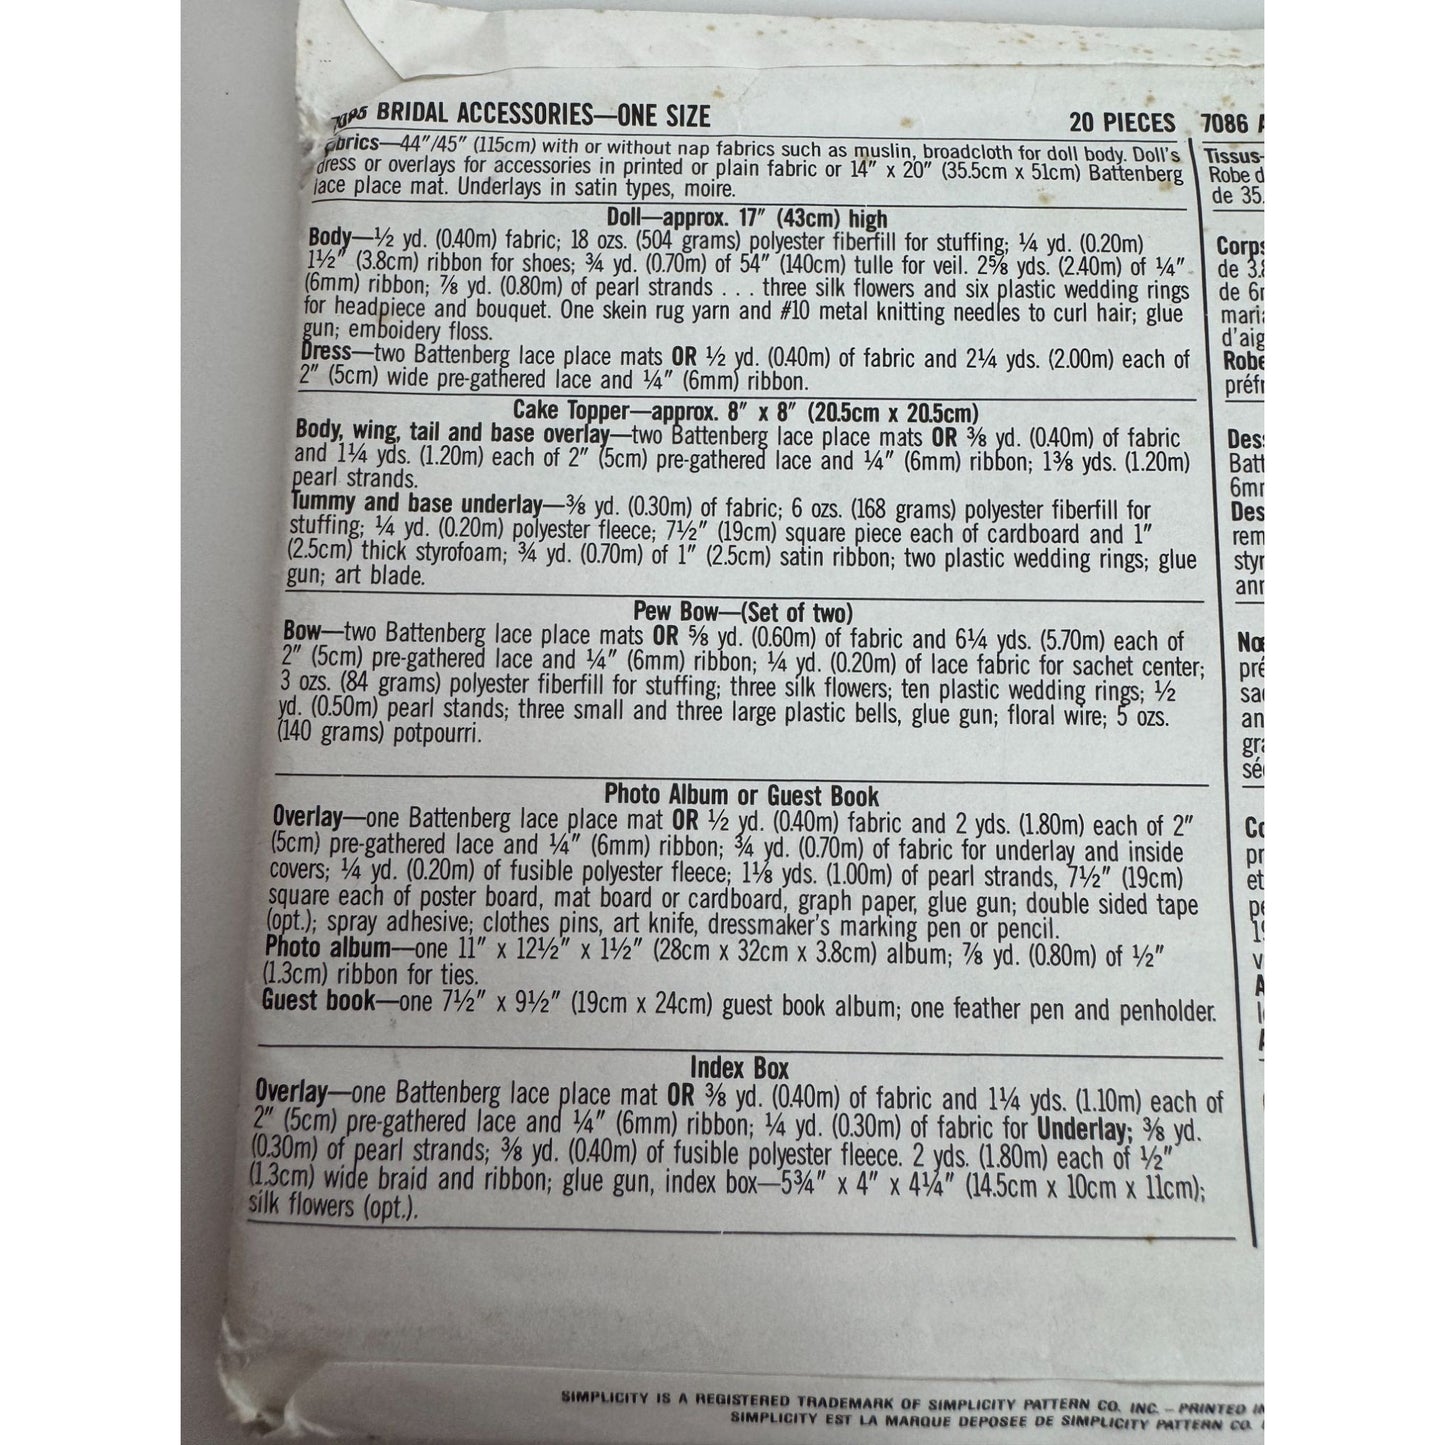 BRIDAL ACCESSORIES—ONE SIZE 20 PIECES
brics—44"/45" (115cm) with or without nap fabrics such as muslin, broadcloth for doll body. Doll's
dress or overlays for accessories in printed or plain fabric or 14" x 20" (35.5cm x 51cm) Battenberg
lace place mat. Underlays in satin types, moire.
Doll—approx. 17" (43cm) high
Body—½ yd. (0.40m) fabric; 18 ozs. (504 grams) polyester fiberfill for stuffing; ¼ yd. (0.20m)
1½" (3.8cm) ribbon for shoes; ¾ yd. (0.70m) of 54" (140cm) tulle for veil. 2⅝ yds. (2.40m) of ¼"
(6mm) ribbon; ⅞ yd. (0.80m) of pearl strands . . . three silk flowers and six plastic wedding rings
for headpiece and bouquet. One skein rug yarn and #10 metal knitting needles to curl hair; glue
gun; emboidery floss.
Dress—two Battenberg lace place mats OR ½ yd. (0.40m) of fabric and 2¼ yds. (2.00m) each of
2" (5cm) wide pre-gathered lace and ¼" (6mm) ribbon.
Cake Topper—approx. 8" x 8" (20.5cm x 20.5cm)
Body, wing, tail and base overlay—two Battenberg lace place mats OR ⅜ yd. (0.40m) of fabric
and 1¼ yds. (1.20m) each of 2" (5cm) pre-gathered lace and ¼" (6mm) ribbon; 1⅜ yds. (1.20m)
pearl strands.
Tummy and base underlay—⅜ yd. (0.30m) of fabric; 6 ozs. (168 grams) polyester fiberfill for
stuffing; ¼ yd. (0.20m) polyester fleece; 7½" (19cm) square piece each of cardboard and 1"
(2.5cm) thick styrofoam; ¾ yd. (0.70m) of 1" (2.5cm) satin ribbon; two plastic wedding rings; glue
gun; art blade.
Pew Bow—(Set of two)
Bow—two Battenberg lace place mats OR ⅝ yd. (0.60m) of fabric and 6¼ yds. (5.70m) each of
2" (5cm) pre-gathered lace and ¼" (6mm) ribbon; ¼ yd. (0.20m) of lace fabric for sachet center;
3 ozs. (84 grams) polyester fiberfill for stuffing; three silk flowers; ten plastic wedding rings; ½
yd. (0.50m) pearl stands; three small and three large plastic bells, glue gun; floral wire; 5 ozs.
(140 grams) potpourri.
Photo Album or Guest Book
Overlay—one Battenberg lace place mat OR ½ yd. (0.40m) fabric and 2 yds. (1.80m) each of 2"
(5cm) pre-gathered lace and ¼" (6mm) ribbon; ¾ yd. (0.70m) of fabric for underlay and inside
covers; ¼ yd. (0.20m) of fusible polyester fleece; 1⅛ yds. (1.00m) of pearl strands, 7½" (19cm)
square each of poster board, mat board or cardboard, graph paper, glue gun; double sided tape
(opt.); spray adhesive; clothes pins, art knife, dressmaker's marking pen or pencil.
Photo album—one 11" x 12½" x 1½" (28cm x 32cm x 3.8cm) album; ⅞ yd. (0.80m) of ½"
(1.3cm) ribbon for ties.
Guest book—one 7½" x 9½" (19cm x 24cm) guest book album; one feather pen and penholder.
Index Box
Overlay—one Battenberg lace place mat OR ⅜ yd. (0.40m) of fabric and 1¼ yds. (1.10m) each of
2" (5cm) pre-gathered lace and ¼" (6mm) ribbon; ¼ yd. (0.30m) of fabric for Underlay; ⅜ yd.
(0.30m) of pearl strands; ⅜ yd. (0.40m) of fusible polyester fleece. 2 yds. (1.80m) each of ½"
(1.3cm) wide braid and ribbon; glue gun, index box—5¾" x 4" x 4¼" (14.5cm x 10cm x 11cm);
silk flowers (opt.).
7086
Tissus-
Robe d
de 35.
Corps
de 3.8
de 6m
maria
d'aig
Robe
préfr
Des
Batt
6mr
Des
rem
styr
ann
pré
sac
an
gra
sé
pr
et
SIMPLICITY IS A REGISTERED TRADEMARK OF SIMPLICITY PATTERN CO. INC. – PRINTED IN
SIMPLICITY EST LA MARQUE DEPOSEE DE SIMPLICITY PATTERN CO.